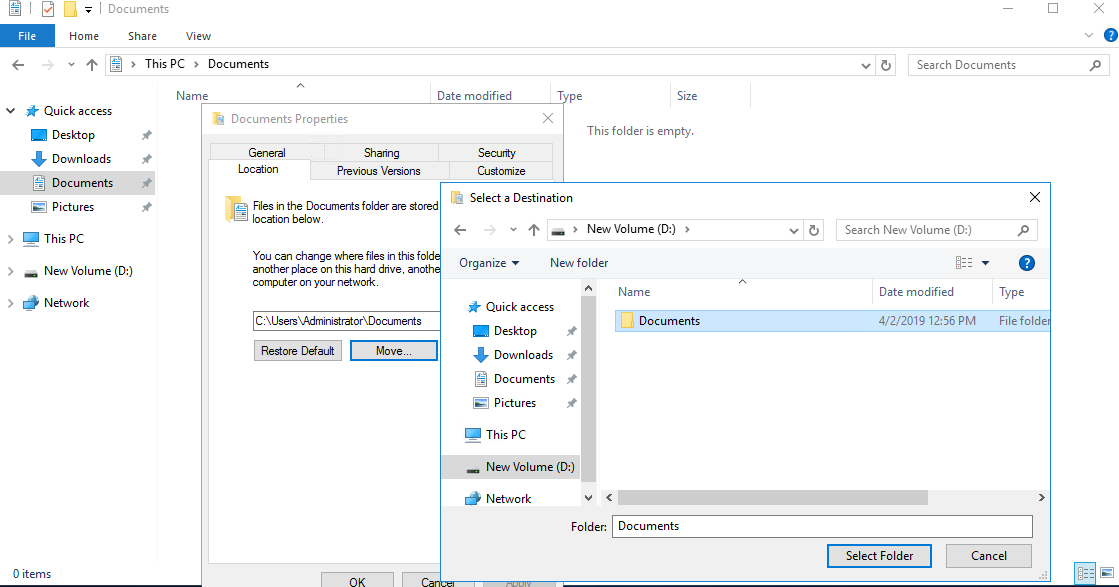 Documents
File Home Share View
This PC Documents
Search Documents
Name Date modified Type Size
This folder is empty.
Quick access
Desktop
Downloads
Documents
Pictures
This PC
New Volume (D:)
Network
0 items
Documents Properties
General Sharing Security
Location Previous Versions Customize
Files in the Documents folder are stored
location below.
You can change where files in this folde
another place on this hard drive, anothe
computer on your network.
C:\Users\Administrator\Documents
Restore Default Move...
OK Cancel Apply
Select a Destination
New Volume (D:)
Search New Volume (D:)
Organize New folder
?
Name Date modified Type
Documents 4/2/2019 12:56 PM File folder
Quick access
Desktop
Downloads
Documents
Pictures
This PC
New Volume (D:)
Network
Folder: Documents
Select Folder Cancel